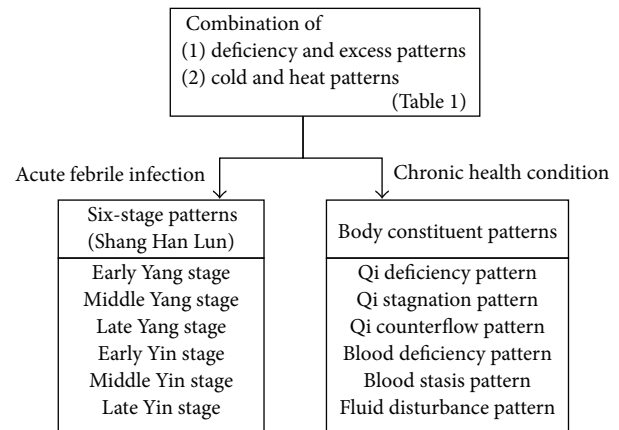 Combination of
(1) deficiency and excess patterns
(2) cold and heat patterns
(Table 1)
Acute febrile infection
Chronic health condition
Six-stage patterns
(Shang Han Lun)
Early Yang stage
Middle Yang stage
Late Yang stage
Early Yin stage
Middle Yin stage
Late Yin stage
Body constituent patterns
Qi deficiency pattern
Qi stagnation pattern
Qi counterflow pattern
Blood deficiency pattern
Blood stasis pattern
Fluid disturbance pattern